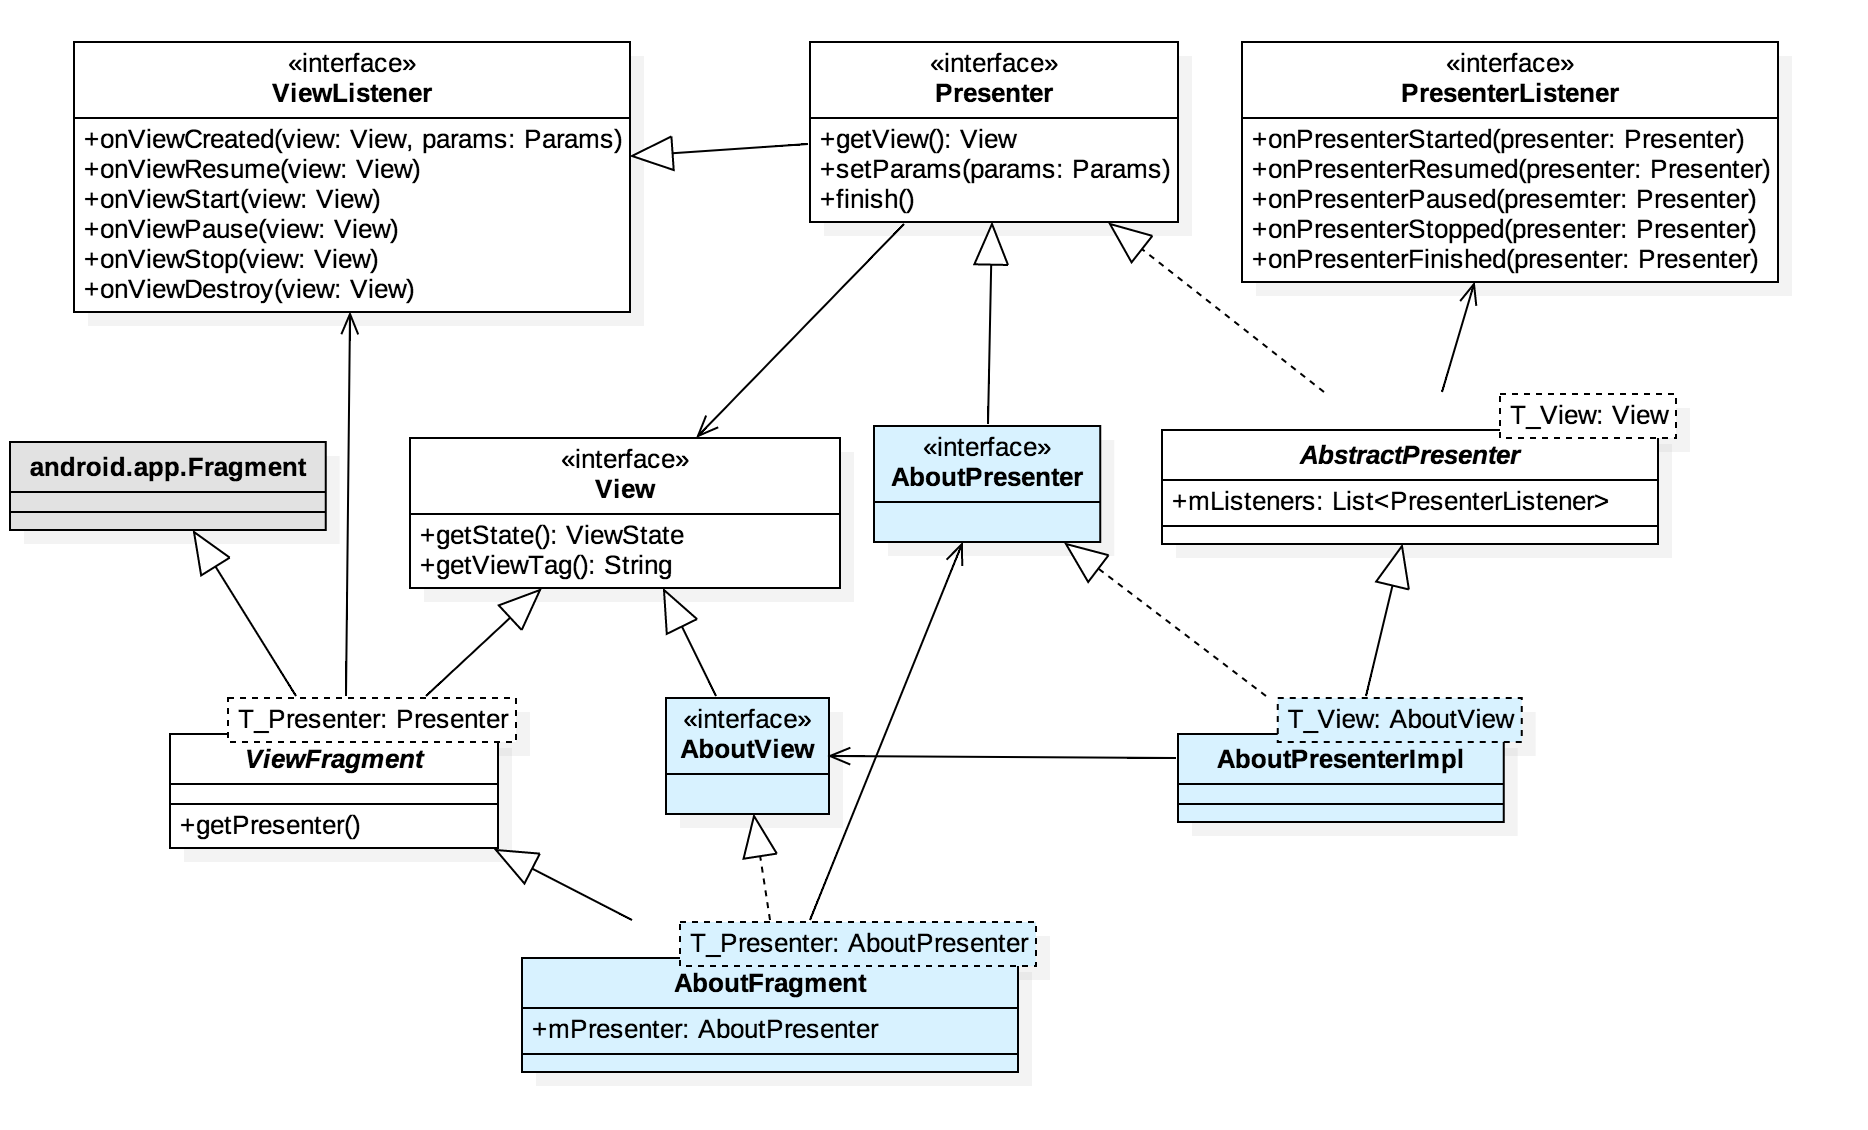 «interface»
ViewListener
+onViewCreated(view: View, params: Params)
+onViewResume(view: View)
+onViewStart(view: View)
+onViewPause(view: View)
+onViewStop(view: View)
+onViewDestroy(view: View)
«interface»
Presenter
+getView(): View
+setParams(params: Params)
+finish()
«interface»
PresenterListener
+onPresenterStarted(presenter: Presenter)
+onPresenterResumed(presenter: Presenter)
+onPresenterPaused(presemter: Presenter)
+onPresenterStopped(presenter: Presenter)
+onPresenterFinished(presenter: Presenter)
android.app.Fragment
«interface»
View
+getState(): ViewState
+getViewTag(): String
«interface»
AboutPresenter
T_View: View
AbstractPresenter
+mListeners: List<PresenterListener>
T_Presenter: Presenter
ViewFragment
+getPresenter()
«interface»
AboutView
T_View: AboutView
AboutPresenterImpl
T_Presenter: AboutPresenter
AboutFragment
+mPresenter: AboutPresenter